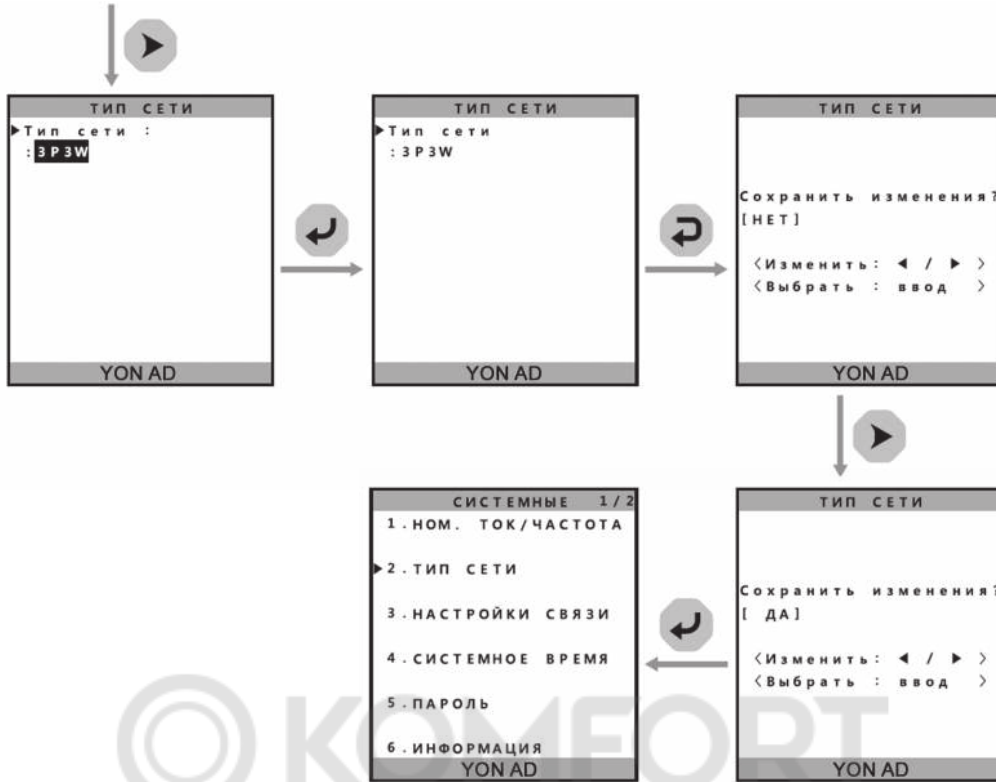 ТИП СЕТИ
▶Тип сети :
:3P3W
YON AD
ТИП СЕТИ
▶Тип сети
:3P3W
YON AD
ТИП СЕТИ
Сохранить изменения?
[НЕТ]
<Изменить: ◀ / ▶ >
<Выбрать : ввод >
YON AD
СИСТЕМНЫЕ 1/2
1.НОМ. ТОК/ЧАСТОТА
▶2.ТИП СЕТИ
3.НАСТРОЙКИ СВЯЗИ
4.СИСТЕМНОЕ ВРЕМЯ
5.ПАРОЛЬ
6.ИНФОРМАЦИЯ
YON AD
ТИП СЕТИ
Сохранить изменения?
[ ДА]
<Изменить: ◀ / ▶ >
<Выбрать : ввод >
YON AD
KOMFORT